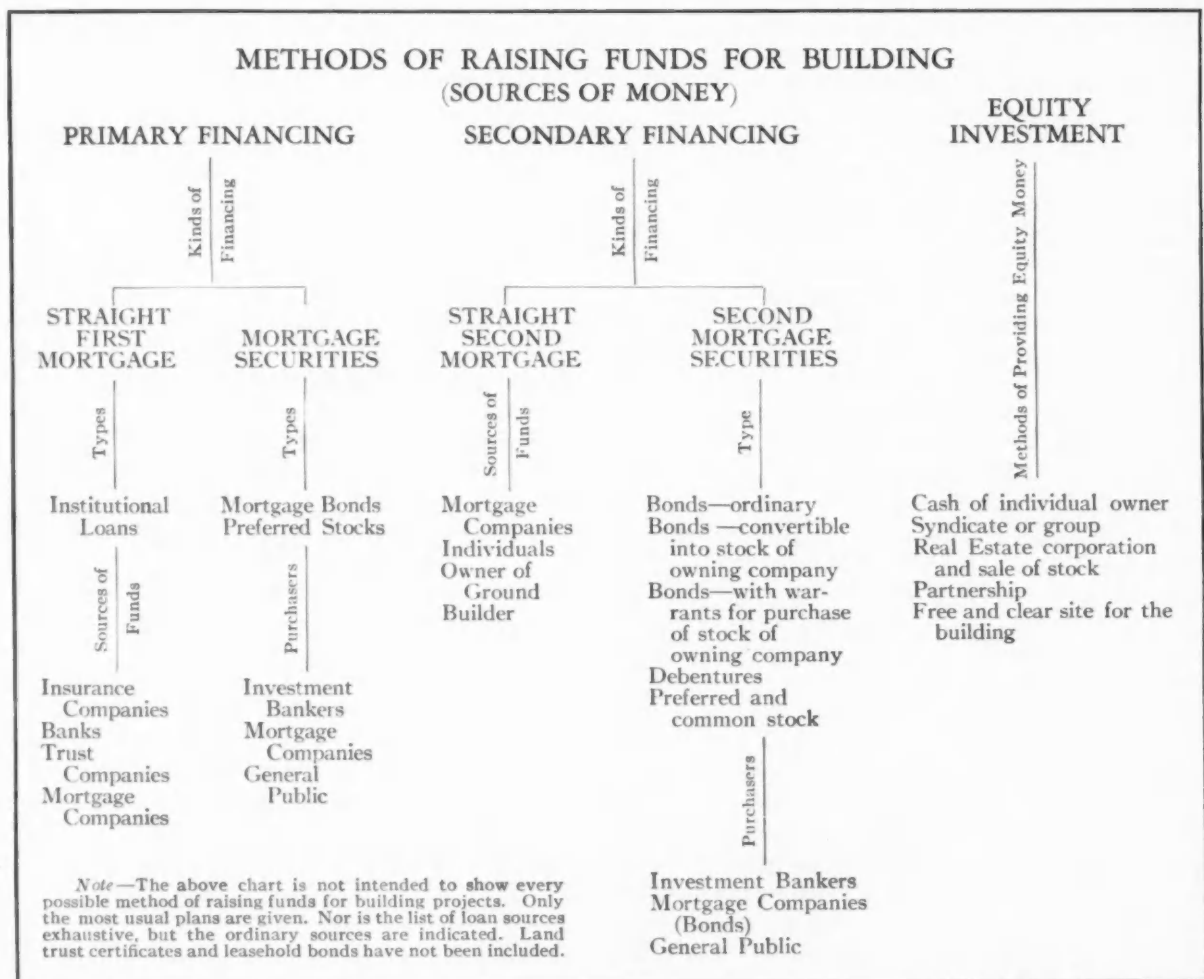 METHODS OF RAISING FUNDS FOR BUILDING
(SOURCES OF MONEY)
PRIMARY FINANCING
Kinds of
Financing
STRAIGHT
FIRST
MORTGAGE
Types
Institutional
Loans
Sources of
Funds
Insurance
Companies
Banks
Trust
Companies
Mortgage
Companies
MORTGAGE
SECURITIES
Types
Mortgage Bonds
Preferred Stocks
Purchasers
Investment
Bankers
Mortgage
Companies
General
Public
SECONDARY FINANCING
Kinds of
Financing
STRAIGHT
SECOND
MORTGAGE
Sources of
Funds
Mortgage
Companies
Individuals
Owner of
Ground
Builder
SECOND
MORTGAGE
SECURITIES
Type
Bonds—ordinary
Bonds—convertible
into stock of
owning company
Bonds—with war-
rants for purchase
of stock of
owning company
Debentures
Preferred and
common stock
Purchasers
Investment Bankers
Mortgage Companies
(Bonds)
General Public
EQUITY
INVESTMENT
Methods of Providing Equity Money
Cash of individual owner
Syndicate or group
Real Estate corporation
and sale of stock
Partnership
Free and clear site for the
building
Note—The above chart is not intended to show every
possible method of raising funds for building projects. Only
the most usual plans are given. Nor is the list of loan sources
exhaustive, but the ordinary sources are indicated. Land
trust certificates and leasehold bonds have not been included.